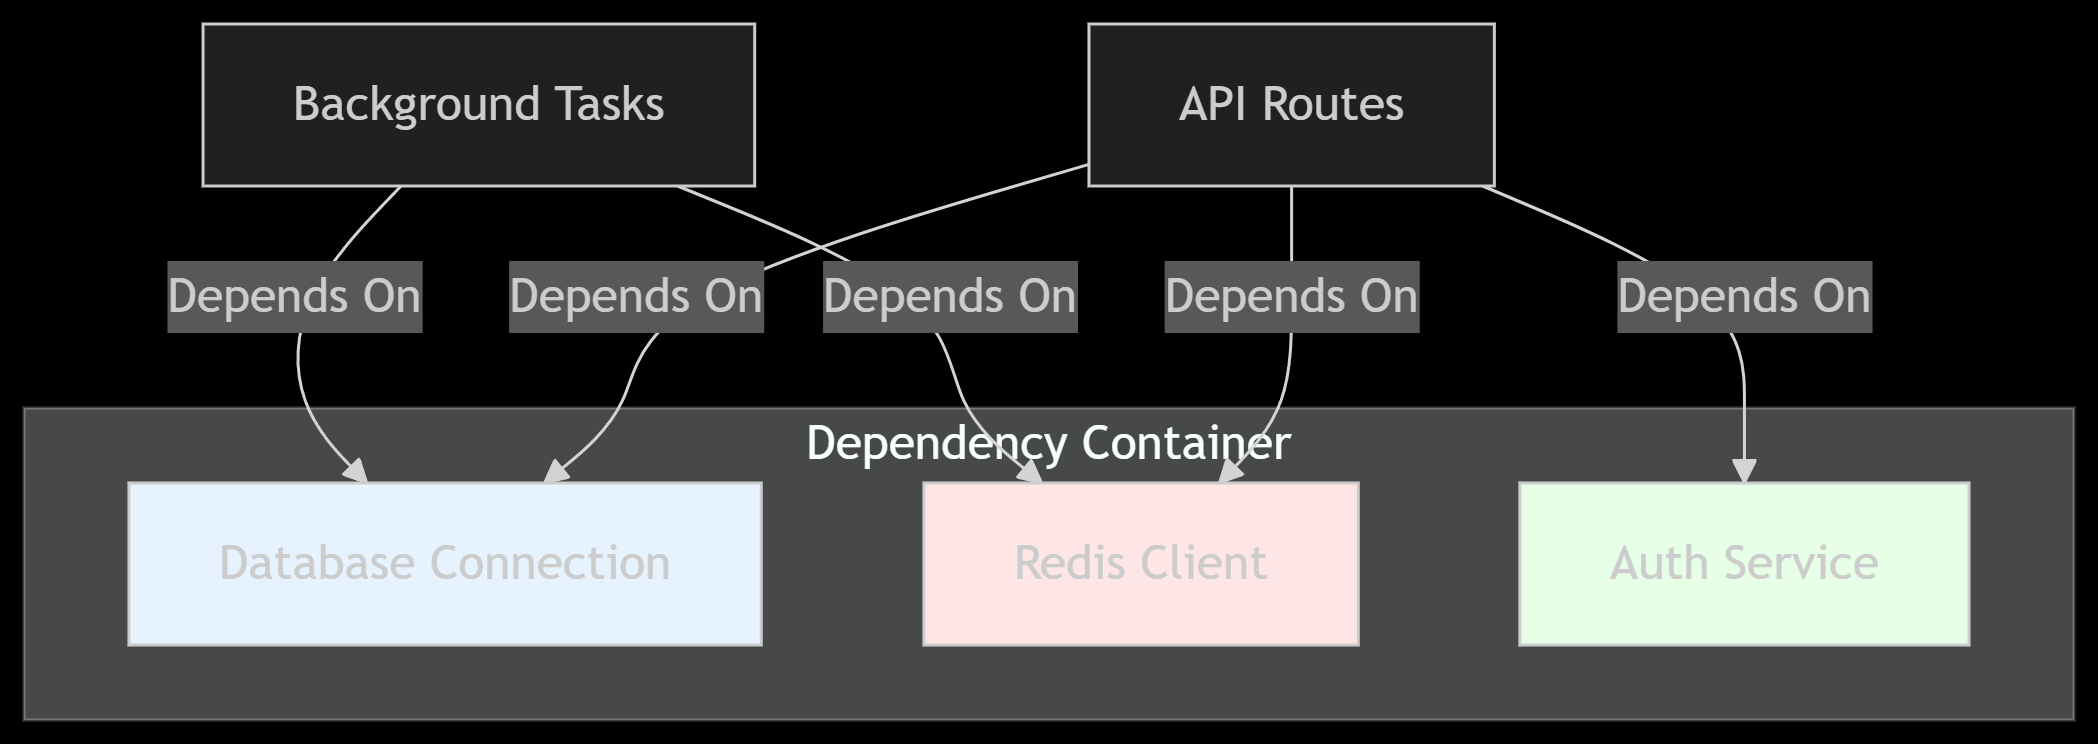 Background Tasks
API Routes
Depends On
Depends On
Depends On
Depends On
Depends On
Dependency Container
Database Connection
Redis Client
Auth Service